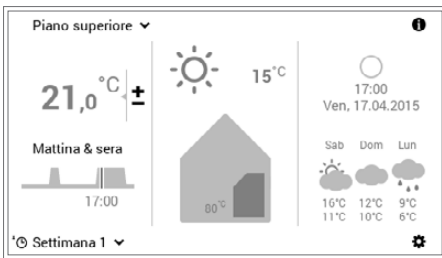 Piano superiore
21,0 °C ±
Mattina & sera
17:00
Settimana 1
15°C
80°C
17:00
Ven, 17.04.2015
Sab Dom Lun
16°C 12°C 9°C
11°C 10°C 6°C